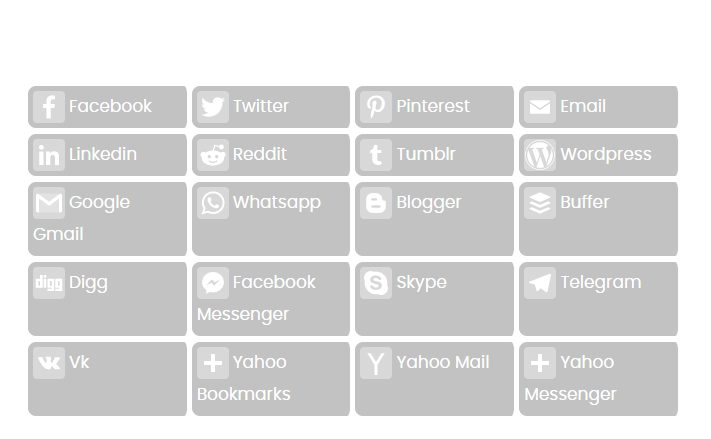 Facebook Twitter Pinterest Email
Linkedin Reddit Tumblr Wordpress
Google Gmail Whatsapp Blogger Buffer
digg Digg Facebook Messenger Skype Telegram
Vk Yahoo Bookmarks Yahoo Mail Yahoo Messenger